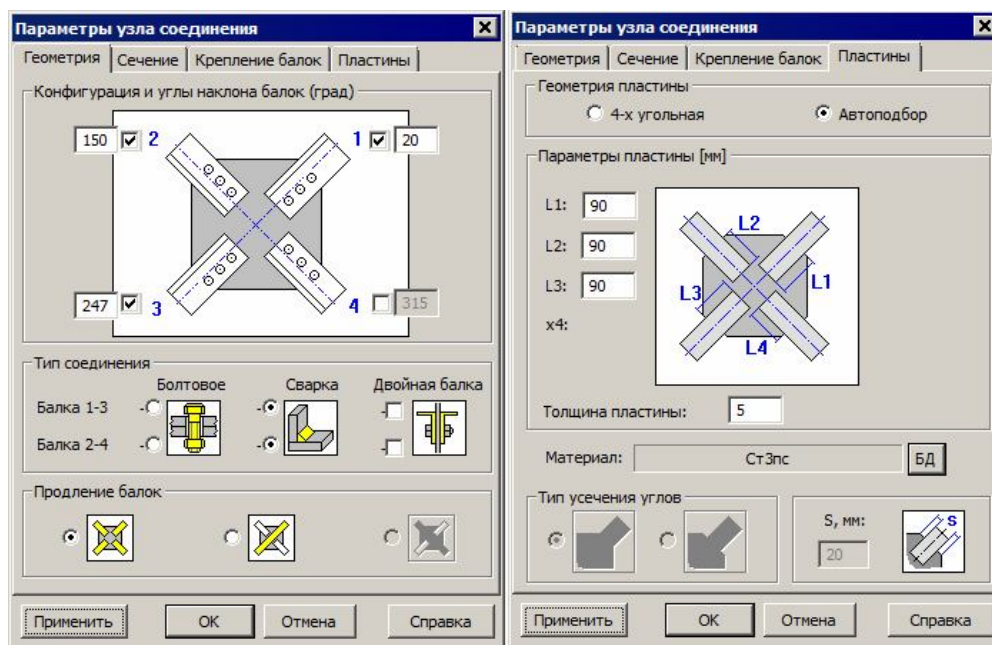 Параметры узла соединения
Геометрия Сечение Крепление балок Пластины
Конфигурация и углы наклона балок (град)
150 2 1 20
247 3 4 315
Тип соединения
Болтовое Сварка Двойная балка
Балка 1-3
Балка 2-4
Продление балок
Применить ОК Отмена Справка
Параметры узла соединения
Геометрия Сечение Крепление балок Пластины
Геометрия пластины
4-х угольная Автоподбор
Параметры пластины [мм]
L1: 90
L2: 90
L3: 90
x4:
L2
L3 L1
L4
Толщина пластины: 5
Материал: Ст3пс БД
Тип усечения углов
S, мм: S
20
Применить ОК Отмена Справка